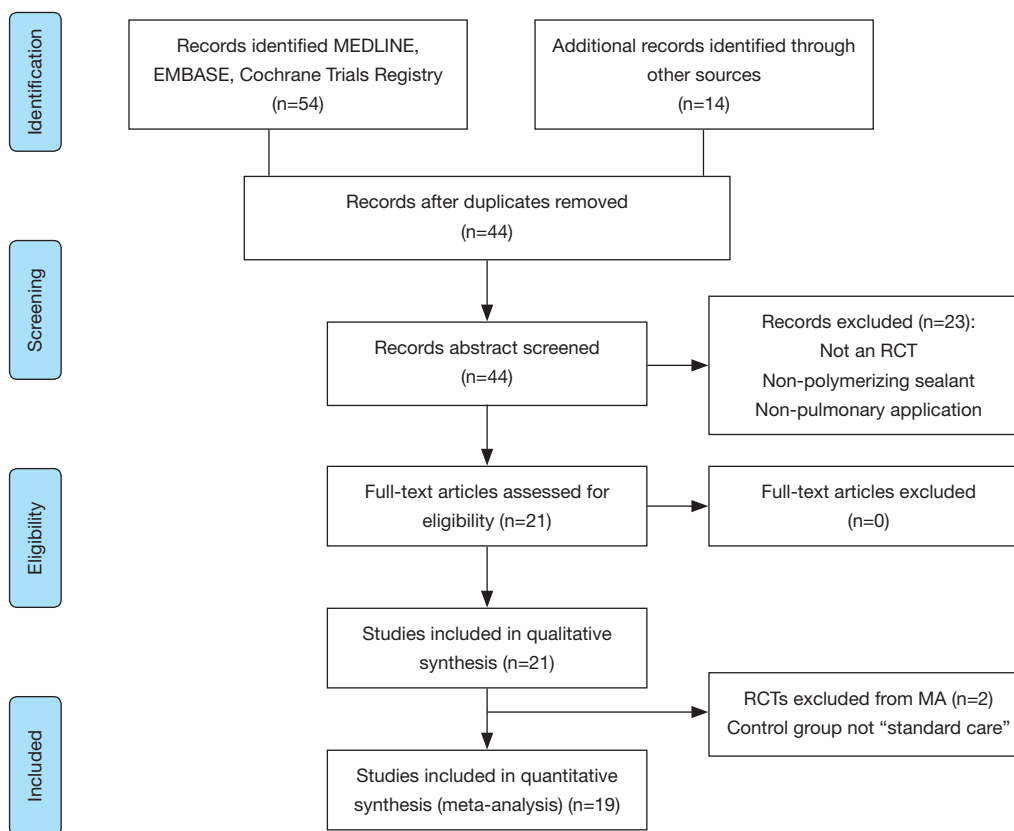 Identification
Records identified MEDLINE,
EMBASE, Cochrane Trials Registry
(n=54)
Additional records identified through
other sources
(n=14)
Records after duplicates removed
(n=44)
Screening
Records abstract screened
(n=44)
Records excluded (n=23):
Not an RCT
Non-polymerizing sealant
Non-pulmonary application
Eligibility
Full-text articles assessed for
eligibility (n=21)
Full-text articles excluded
(n=0)
Studies included in qualitative
synthesis (n=21)
RCTs excluded from MA (n=2)
Control group not “standard care”
Included
Studies included in quantitative
synthesis (meta-analysis) (n=19)